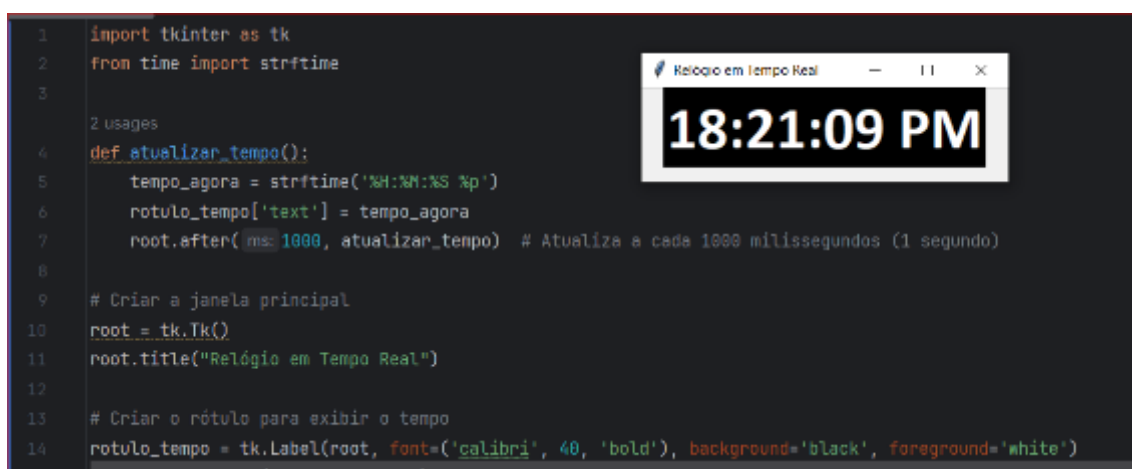 1 import tkinter as tk
2 from time import strftime
3
2 usages
4 def atualizar_tempo():
5 tempo_agora = strftime('%H:%M:%S %p')
6 rotulo_tempo['text'] = tempo_agora
7 root.after( ms: 1000, atualizar_tempo) # Atualiza a cada 1000 milissegundos (1 segundo)
8
9 # Criar a janela principal
10 root = tk.Tk()
11 root.title("Relógio em Tempo Real")
12
13 # Criar o rótulo para exibir o tempo
14 rotulo_tempo = tk.Label(root, font=('calibri', 40, 'bold'), background='black', foreground='white')
Relógio em Tempo Real
18:21:09 PM